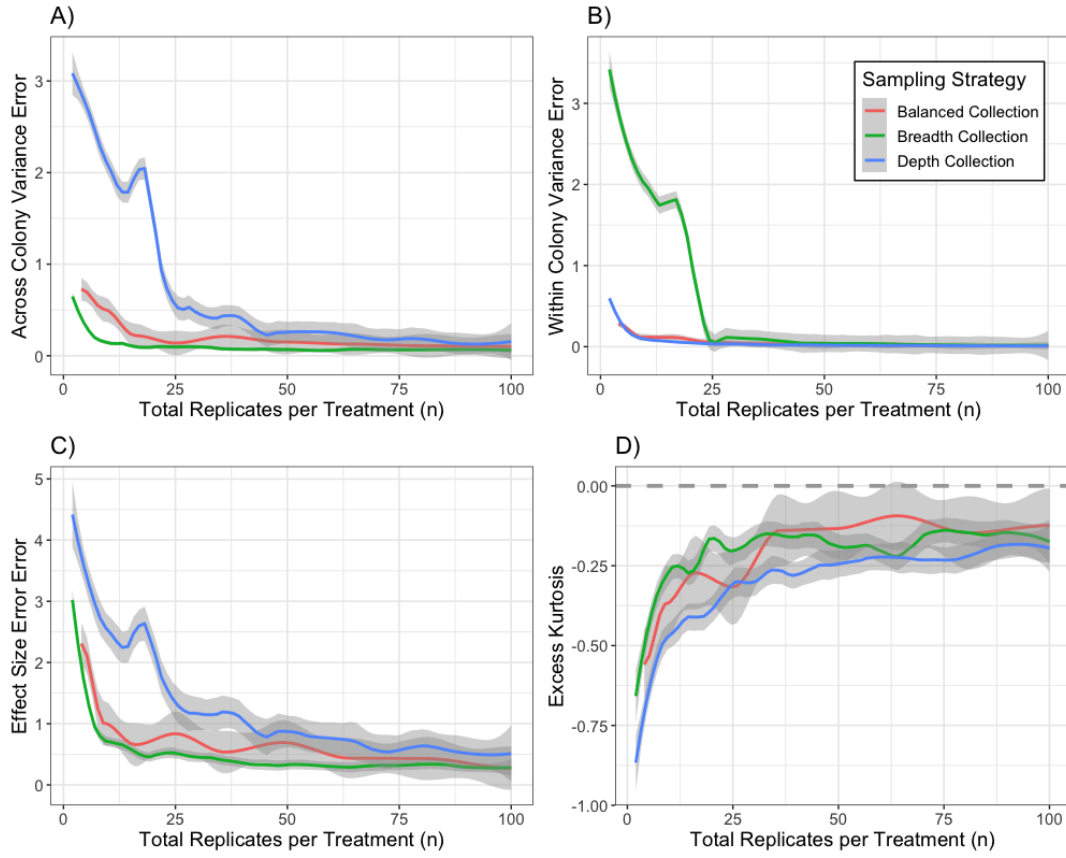 A)
Across Colony Variance Error
3
2
1
0
0
25
50
75
100
Total Replicates per Treatment (n)
B)
Within Colony Variance Error
3
2
1
0
0
25
50
75
100
Total Replicates per Treatment (n)
Sampling Strategy
Balanced Collection
Breadth Collection
Depth Collection
C)
Effect Size Error Error
5
4
3
2
1
0
0
25
50
75
100
Total Replicates per Treatment (n)
D)
Excess Kurtosis
0.00
-0.25
-0.50
-0.75
-1.00
0
25
50
75
100
Total Replicates per Treatment (n)